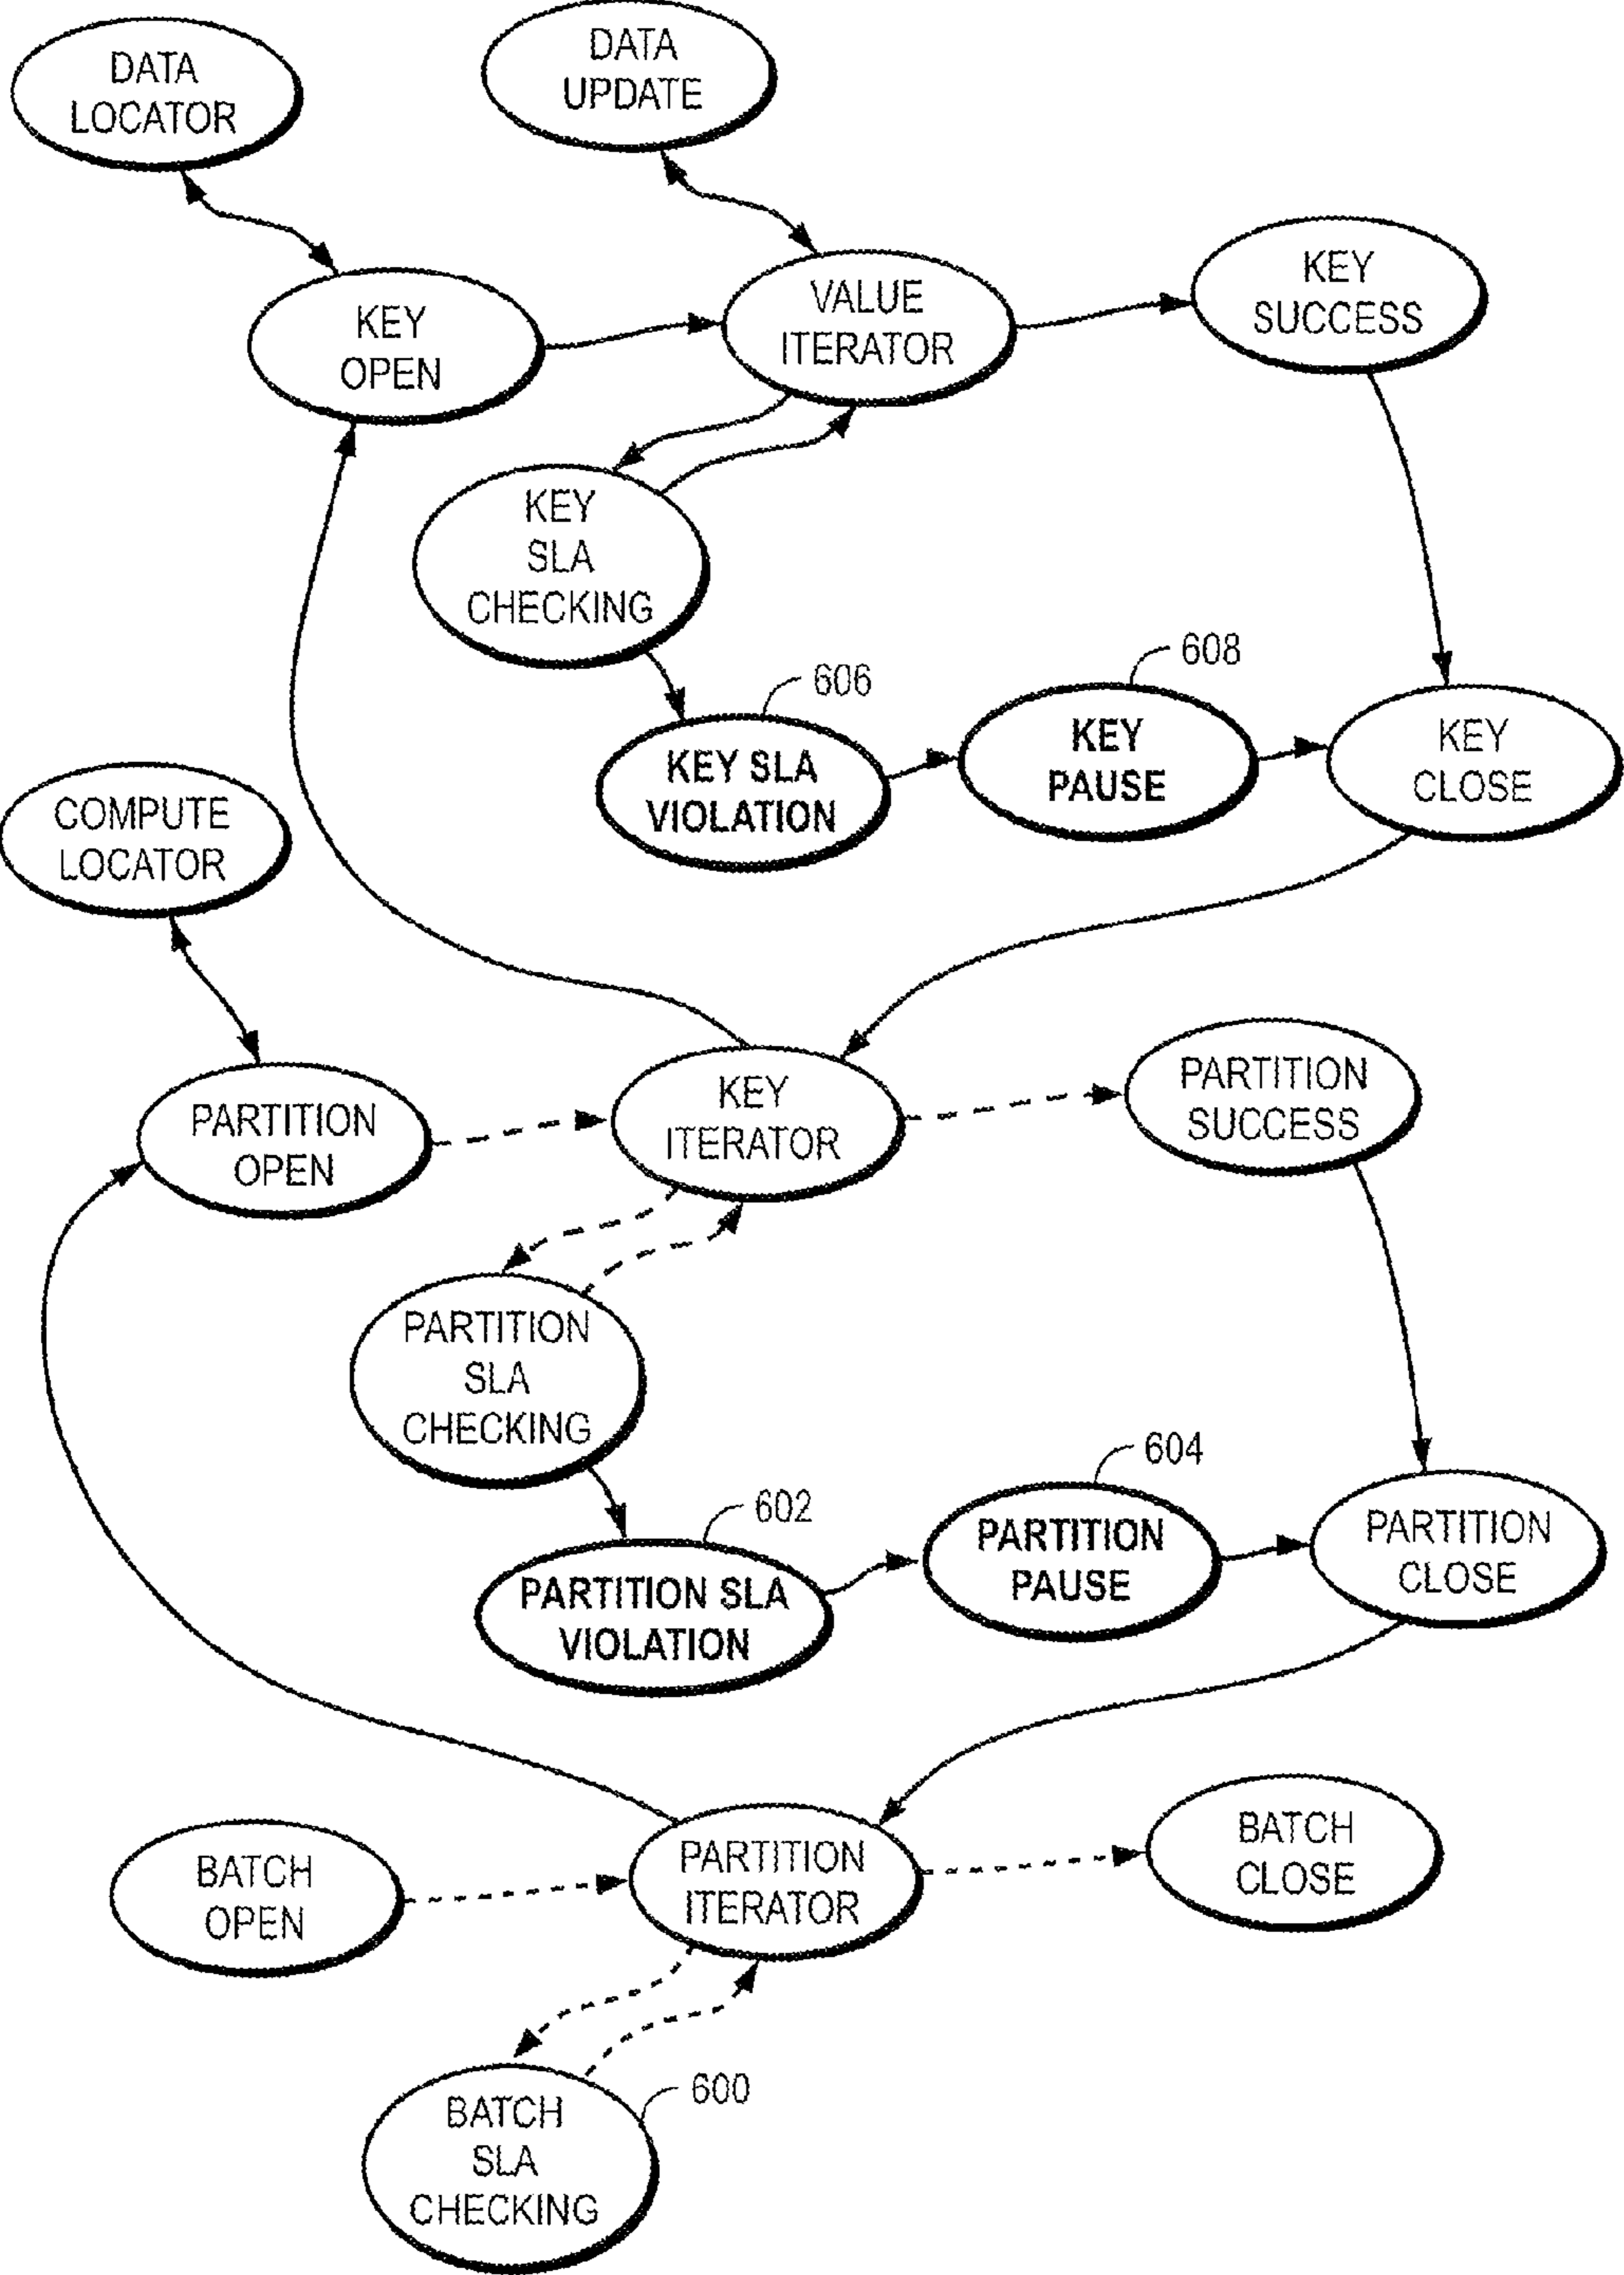 DATA
LOCATOR
DATA
UPDATE
KEY
OPEN
VALUE
ITERATOR
KEY
SUCCESS
KEY
SLA
CHECKING
606
KEY SLA
VIOLATION
608
KEY
PAUSE
KEY
CLOSE
COMPUTE
LOCATOR
PARTITION
OPEN
KEY
ITERATOR
PARTITION
SUCCESS
PARTITION
SLA
CHECKING
602
PARTITION SLA
VIOLATION
604
PARTITION
PAUSE
PARTITION
CLOSE
BATCH
OPEN
PARTITION
ITERATOR
BATCH
CLOSE
600
BATCH
SLA
CHECKING